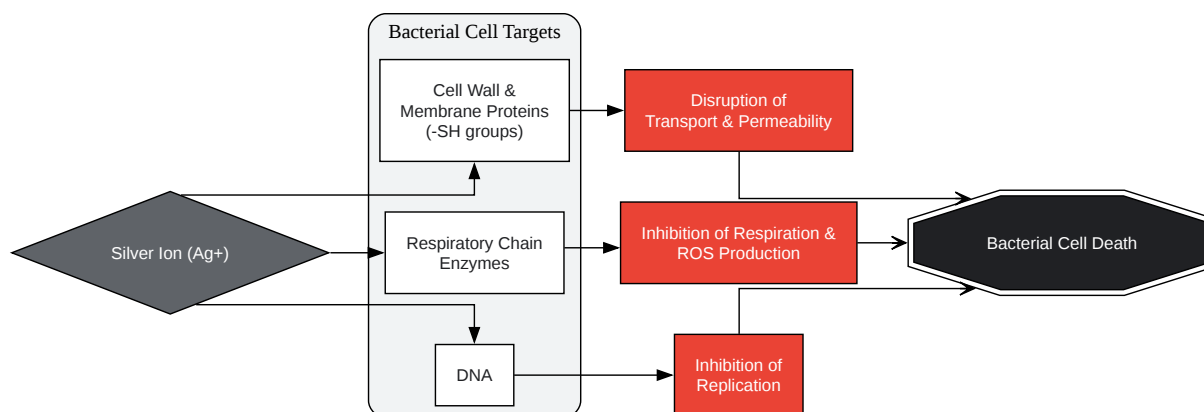 Bacterial Cell Targets
Cell Wall &
Membrane Proteins
(-SH groups)
Disruption of
Transport & Permeability
Silver Ion (Ag+)
Respiratory Chain
Enzymes
Inhibition of Respiration &
ROS Production
Bacterial Cell Death
DNA
Inhibition of
Replication